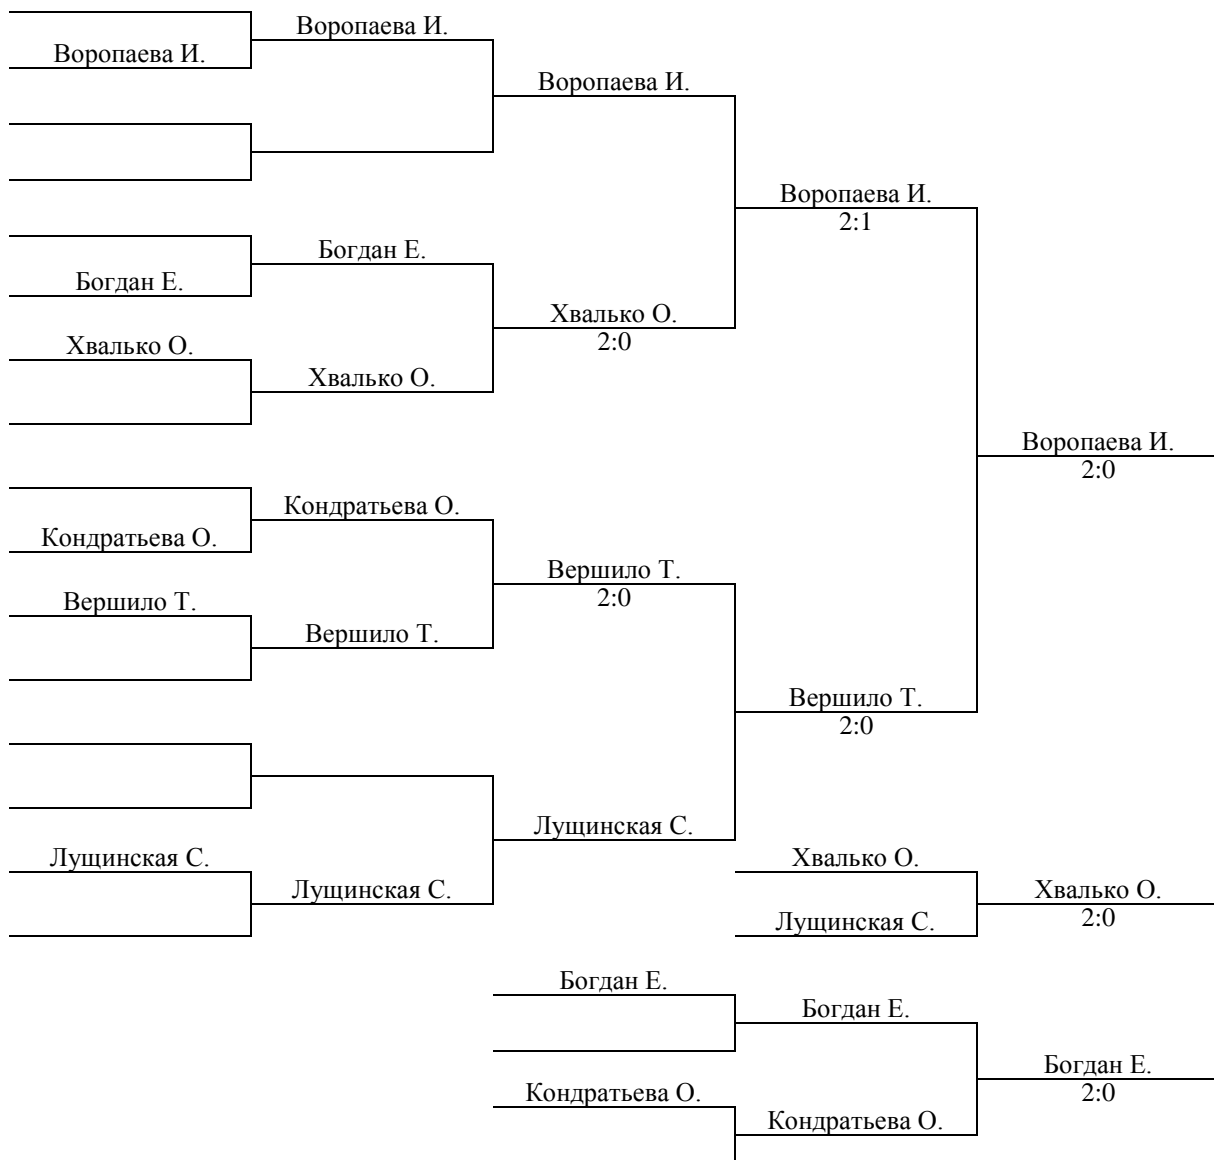 Воропаева И.
Воропаева И.
Воропаева И.
Воропаева И.
2:1
Богдан Е.
Богдан Е.
Хвалько О.
2:0
Хвалько О.
Хвалько О.
Воропаева И.
2:0
Кондратьева О.
Кондратьева О.
Вершило Т.
2:0
Вершило Т.
Вершило Т.
Вершило Т.
2:0
Лущинская С.
Лущинская С.
Лущинская С.
Хвалько О.
Хвалько О.
2:0
Лущинская С.
Богдан Е.
Богдан Е.
Богдан Е.
2:0
Кондратьева О.
Кондратьева О.